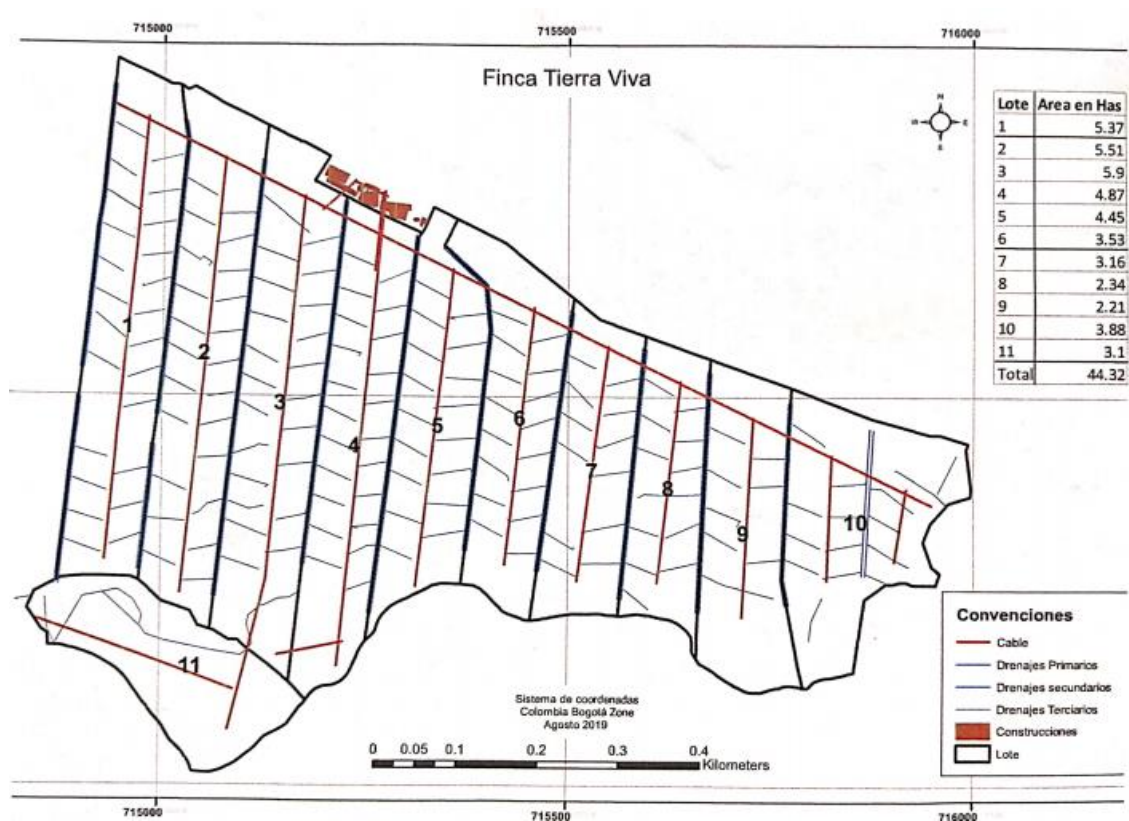 715000
715500
716000
Finca Tierra Viva
N
E
S
Lote Area en Has
1 5.37
2 5.51
3 5.9
4 4.87
5 4.45
6 3.53
7 3.16
8 2.34
9 2.21
10 3.88
11 3.1
Total 44.32
1
2
3
4
5
6
7
8
9
10
11
Convenciones
Cable
Drenajes Primarios
Drenajes secundarios
Drenajes Terciarios
Construcciones
Lote
Sistema de coordenadas
Colombia Bogotá Zone
Agosto 2019
0 0.05 0.1 0.2 0.3 0.4
Kilometers
715000
715500
716000